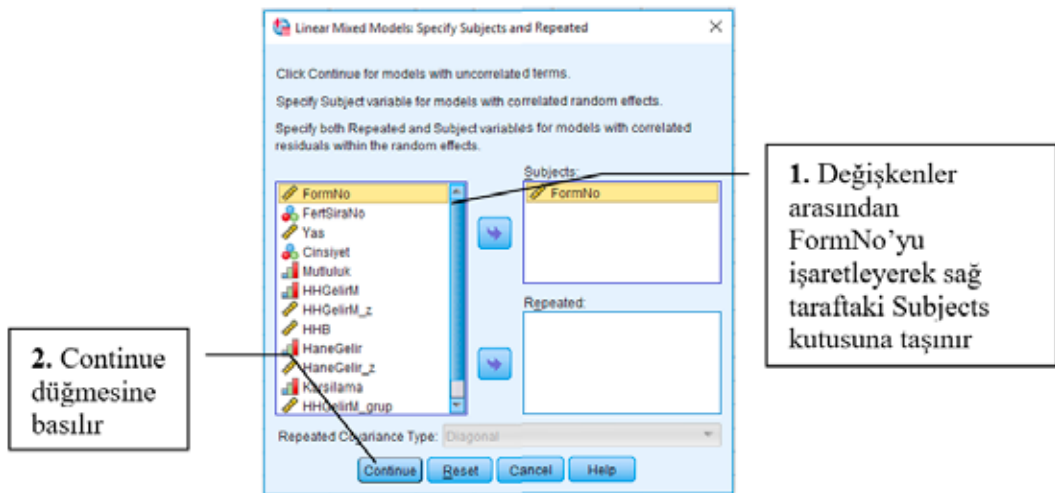 Linear Mixed Models: Specify Subjects and Repeated
Click Continue for models with uncorrelated terms.
Specify Subject variable for models with correlated random effects.
Specify both Repeated and Subject variables for models with correlated
residuals within the random effects.
FormNo
FertSiraNo
Yas
Cinsiyet
Mutluluk
HHGelirM
HHGelirM_z
HHB
HaneGelir
HaneGelir_z
Karsilama
HHGelirM_grup
Subjects:
FormNo
Repeated:
Repeated Covariance Type: Diagonal
Continue Reset Cancel Help
1. Değişkenler
arasından
FormNo’yu
işaretleyerek sağ
taraftaki Subjects
kutusuna taşınır
2. Continue
düğmesine
basılır